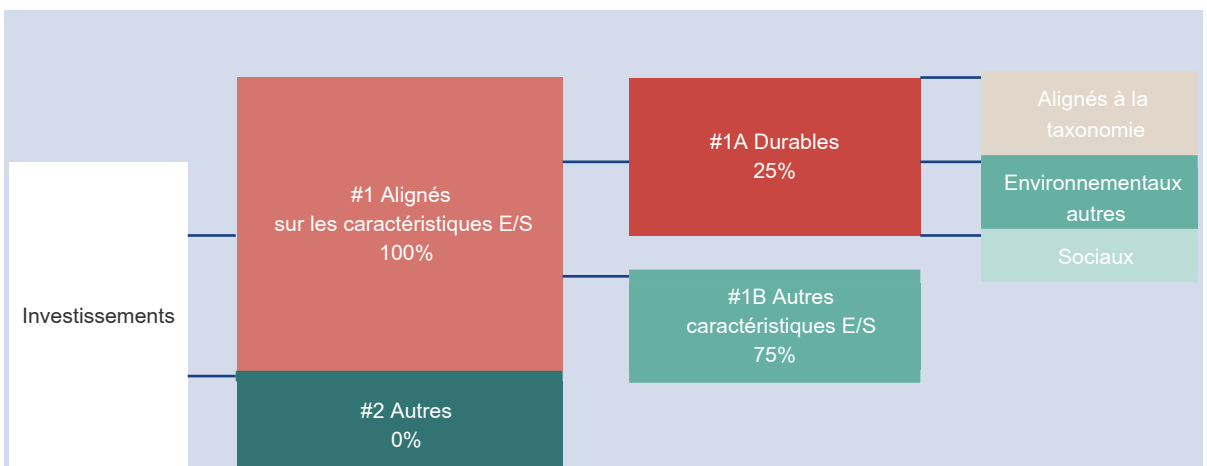 Investissements
#1 Alignés
sur les caractéristiques E/S
100%
#2 Autres
0%
#1A Durables
25%
#1B Autres
caractéristiques E/S
75%
Alignés à la
taxonomie
Environnementaux
autres
Sociaux